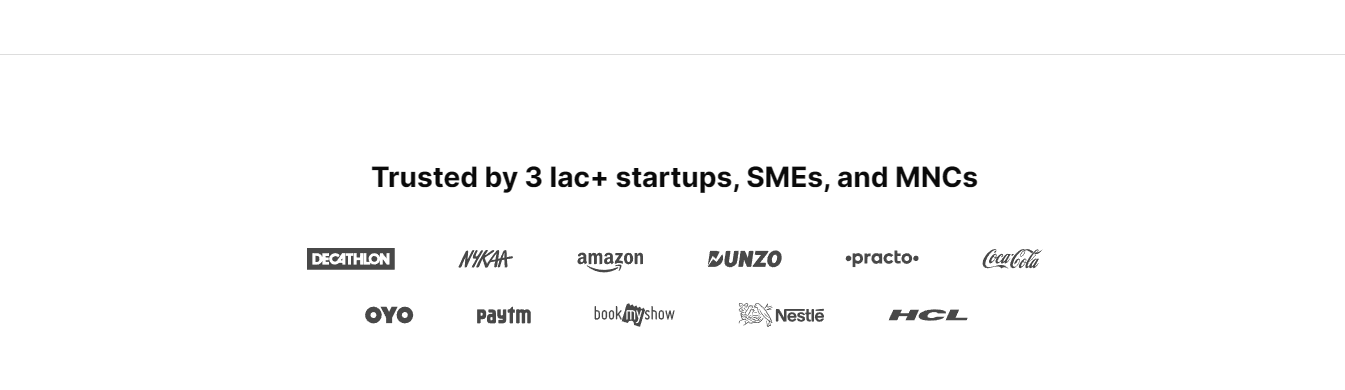 Trusted by 3 lac+ startups, SMEs, and MNCs
DECATHLON NYKAA amazon DUNZO •practo• Coca-Cola
OYO paytm bookmyshow Nestlé HCL